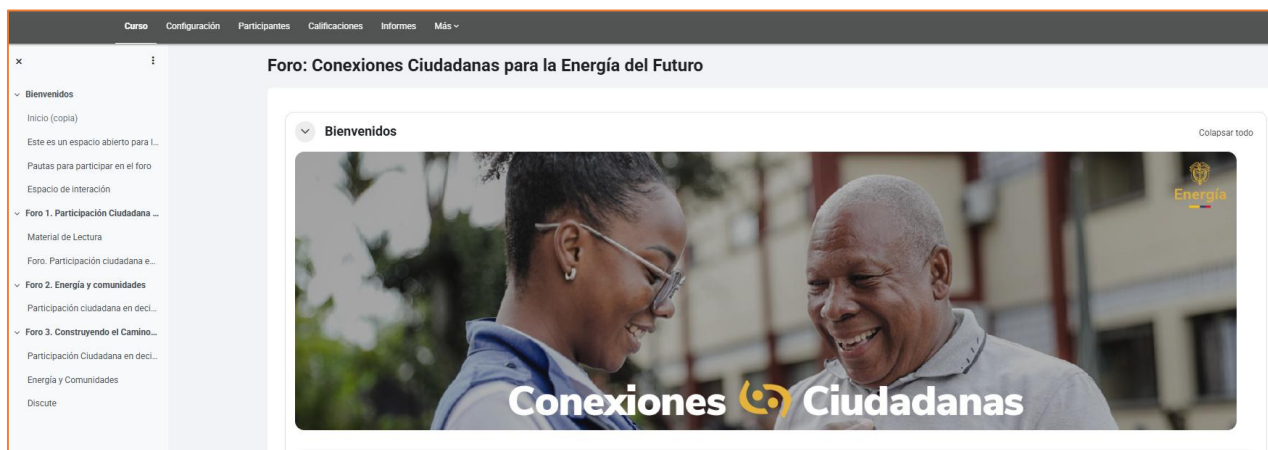 Curso Configuración Participantes Calificaciones Informes Más
Foro: Conexiones Ciudadanas para la Energía del Futuro
Bienvenidos
Inicio (copia)
Este es un espacio abierto para l...
Pautas para participar en el foro
Espacio de interación
Foro 1. Participación Ciudadana ...
Material de Lectura
Foro. Participación ciudadana e...
Foro 2. Energía y comunidades
Participación ciudadana en deci...
Foro 3. Construyendo el Camino...
Participación Ciudadana en deci...
Energía y Comunidades
Discute
Bienvenidos
Colapsar todo
Energía
Conexiones Ciudadanas